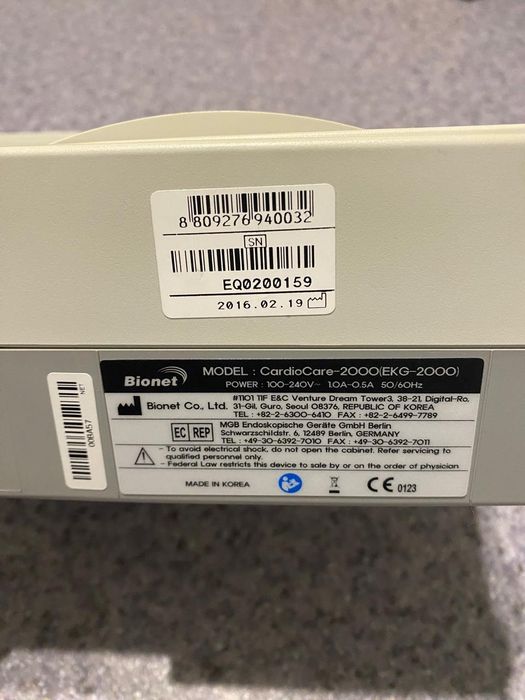 8 809276 940032
SN
EQ0200159
2016.02.19
Bionet
MODEL : CardioCare-2000(EKG-2000)
POWER : 100-240V~ 1.0A-0.5A 50/60Hz
Bionet Co., Ltd.
#1101 11F E&C Venture Dream Tower3, 38-21, Digital-Ro,
31-Gil, Guro, Seoul 08376, REPUBLIC OF KOREA
TEL : +82-2-6300-6410 FAX : +82-2-6499-7789
EC REP
MGB Endoskopische Geräte GmbH Berlin
Schwarzschildstr. 6, 12489 Berlin, GERMANY
TEL : +49-30-6392-7010 FAX : +49-30-6392-7011
- To avoid electrical shock, do not open the cabinet. Refer servicing to
qualified personnel only.
- Federal Law restricts this device to sale by or on the order of physician
MADE IN KOREA
CE 0123
NET
00BA57